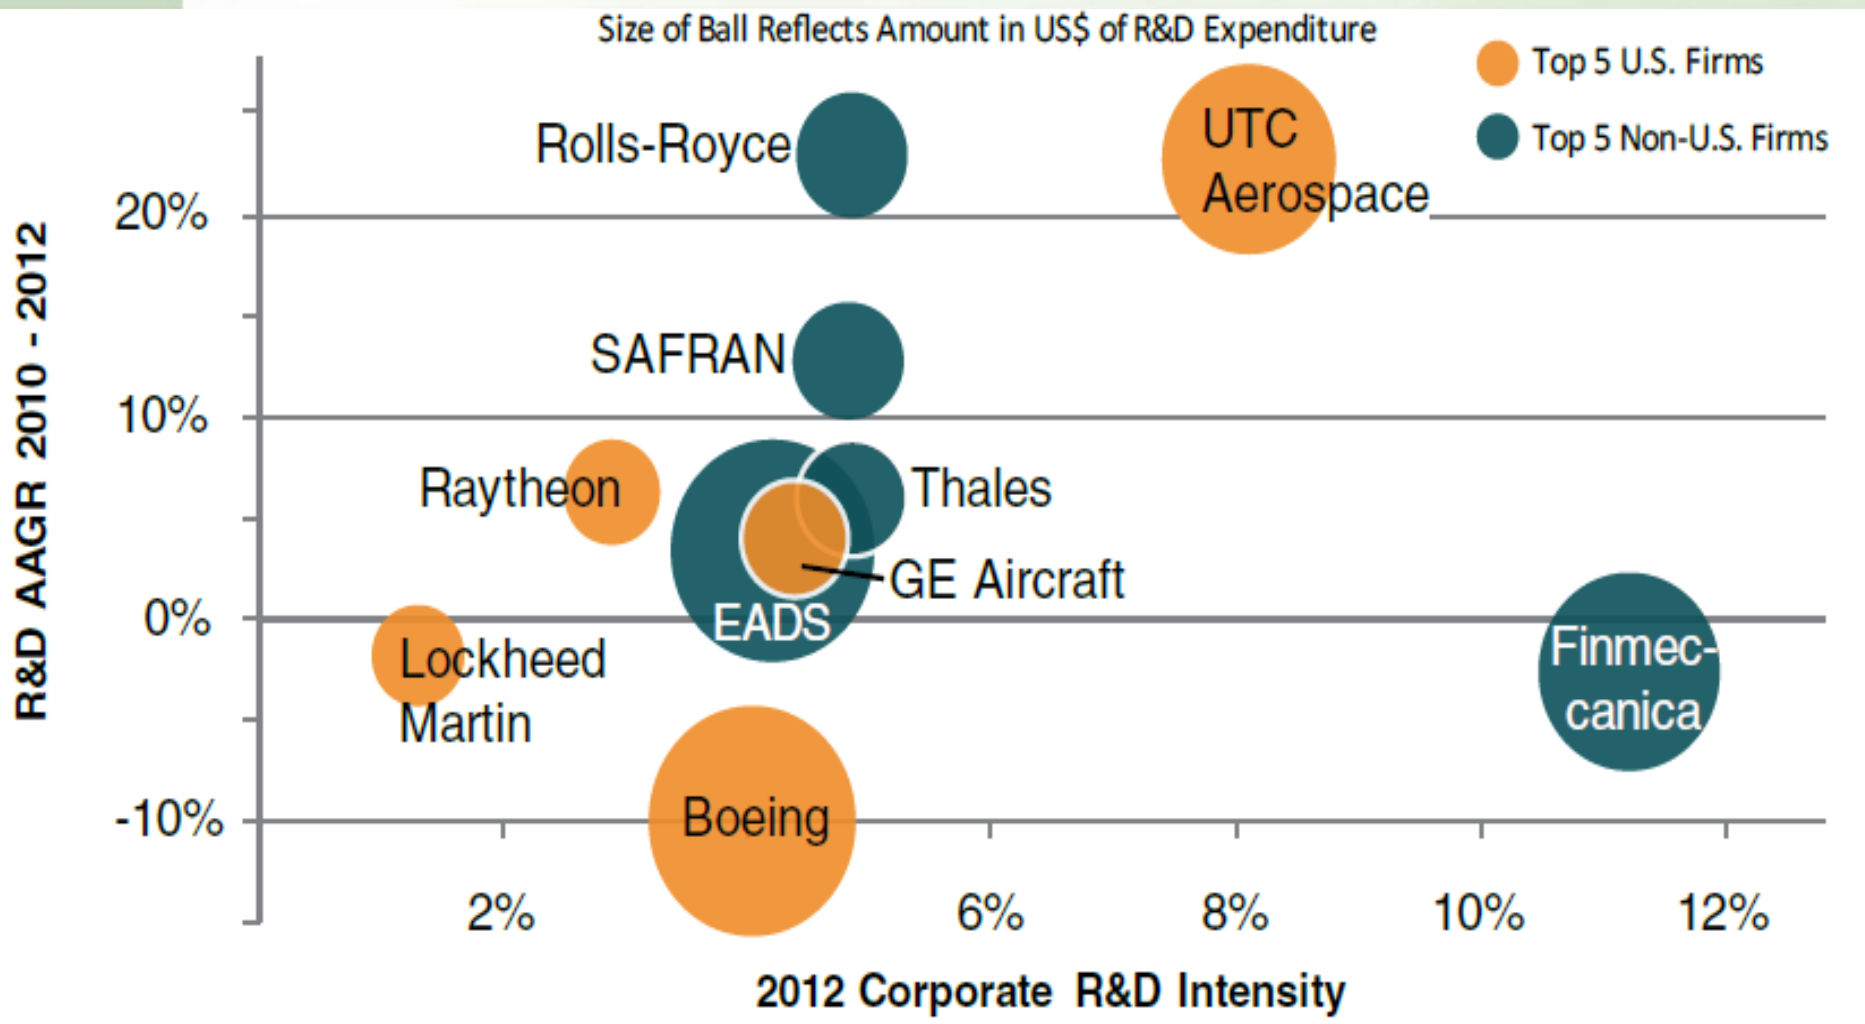 Size of Ball Reflects Amount in US$ of R&D Expenditure
Top 5 U.S. Firms
Top 5 Non-U.S. Firms
R&D AAGR 2010 - 2012
20%
10%
0%
-10%
Rolls-Royce
UTC
Aerospace
SAFRAN
Raytheon
Thales
GE Aircraft
EADS
Lockheed
Martin
Finmec-
canica
Boeing
2%
6%
8%
10%
12%
2012 Corporate R&D Intensity